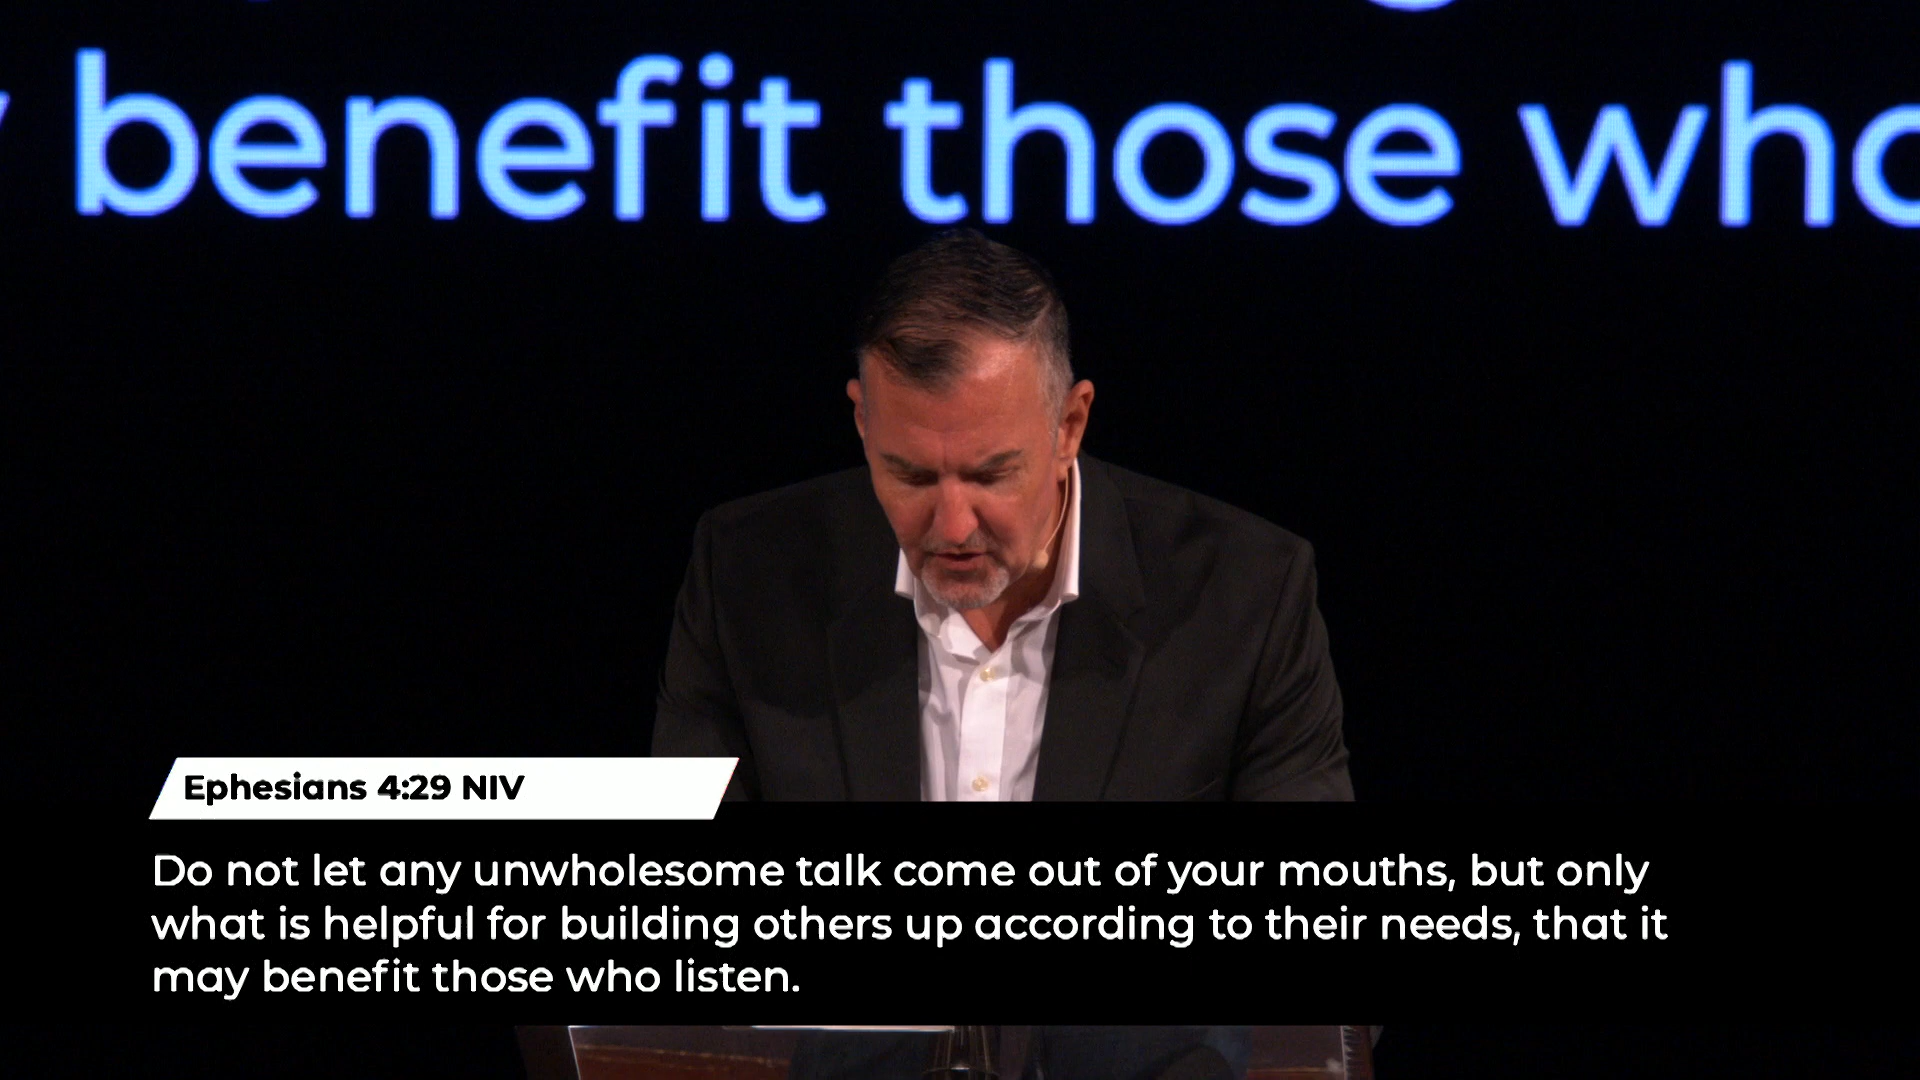 benefit those who
Ephesians 4:29 NIV
Do not let any unwholesome talk come out of your mouths, but only
what is helpful for building others up according to their needs, that it
may benefit those who listen.